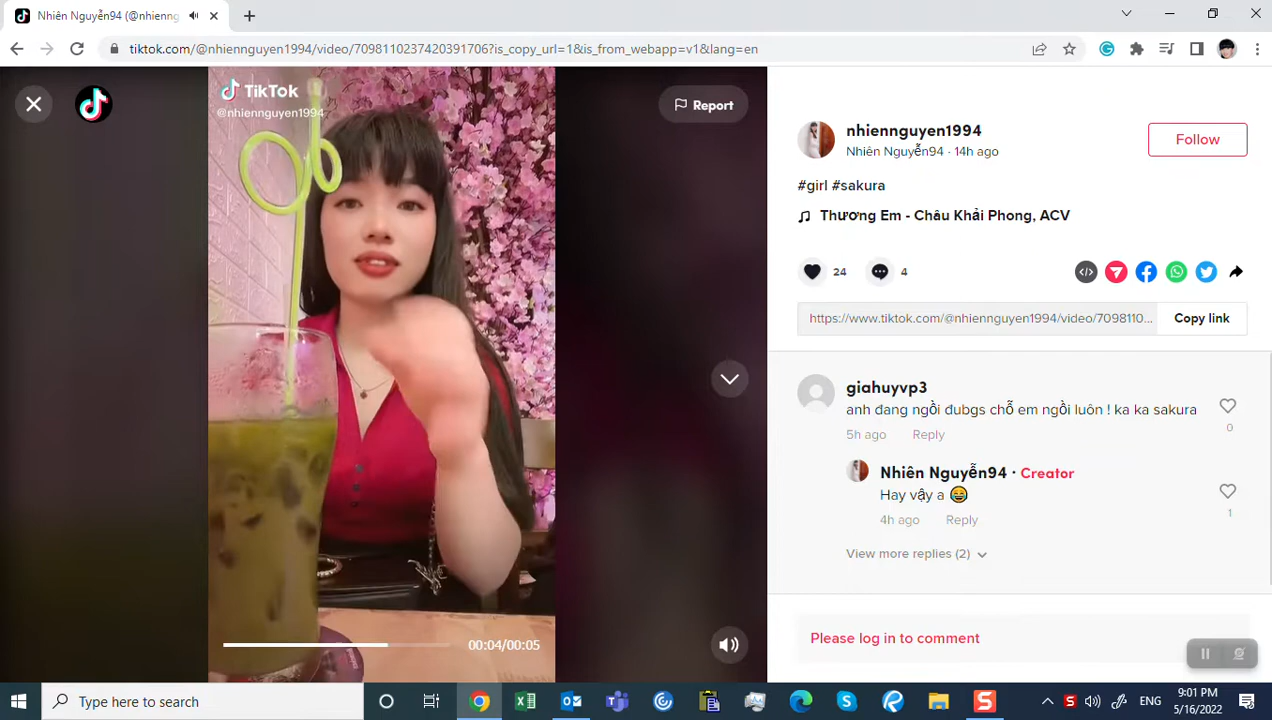 Nhiên Nguyễn94 (@nhienng
tiktok.com/@nhiennguyen1994/video/7098110237420391706?is_copy_url=1&is_from_webapp=v1&lang=en
TikTok
@nhiennguyen1994
Report
nhiennguyen1994
Nhiên Nguyễn94 · 14h ago
Follow
#girl #sakura
Thương Em - Châu Khải Phong, ACV
24
4
https://www.tiktok.com/@nhiennguyen1994/video/7098110...
Copy link
giahuyvp3
anh đang ngồi đubgs chỗ em ngồi luôn ! ka ka sakura
0
5h ago Reply
Nhiên Nguyễn94 · Creator
Hay vậy a 😂
1
4h ago Reply
View more replies (2)
00:04/00:05
Please log in to comment
Type here to search
ENG
9:01 PM
5/16/2022